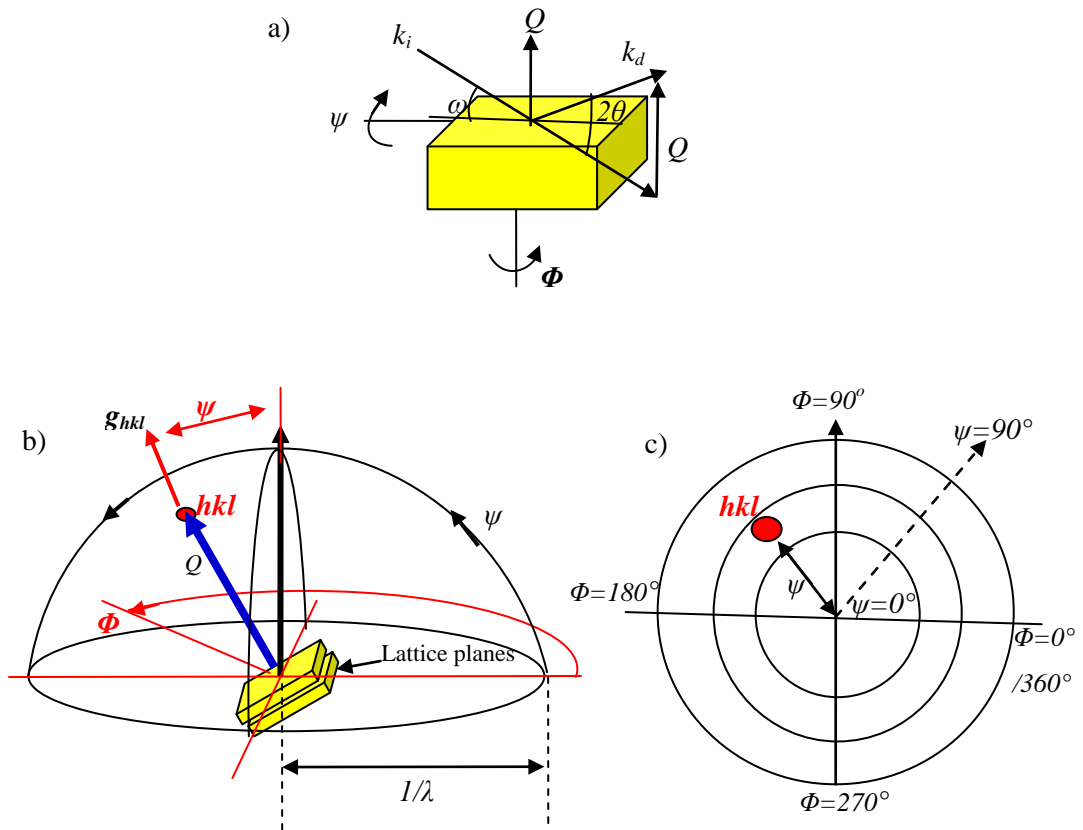 a)
Q
k_i
k_d
ψ
ω
2θ
Q
Φ
b)
g_hkl
ψ
hkl
Q
ψ
Φ
Lattice planes
1/λ
c)
Φ=90°
ψ=90°
hkl
ψ
Φ=180°
ψ=0°
Φ=0°
/360°
Φ=270°